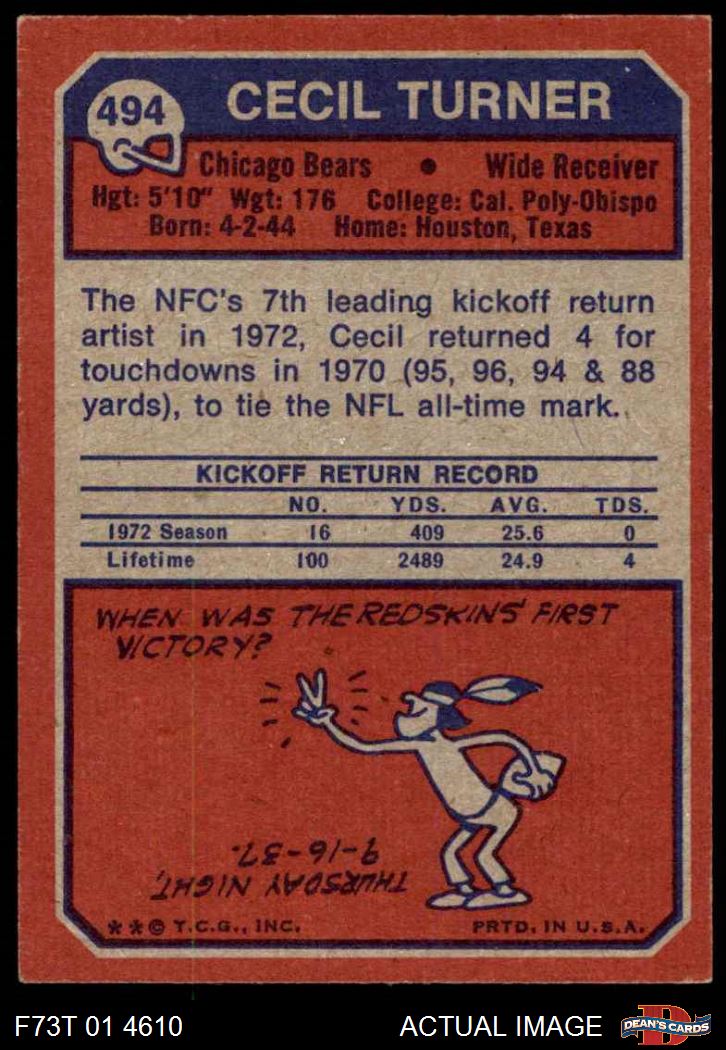 494
CECIL TURNER
Chicago Bears • Wide Receiver
Hgt: 5'10" Wgt: 176 College: Cal. Poly-Obispo
Born: 4-2-44 Home: Houston, Texas
The NFC's 7th leading kickoff return
artist in 1972, Cecil returned 4 for
touchdowns in 1970 (95, 96, 94 & 88
yards), to tie the NFL all-time mark.
KICKOFF RETURN RECORD
NO. YDS. AVG. TDS.
1972 Season 16 409 25.6 0
Lifetime 100 2489 24.9 4
WHEN WAS THE REDSKINS' FIRST
VICTORY?
THURSDAY NIGHT,
9-16-37.
**© T.C.G., INC. PRTD. IN U.S.A.
F73T 01 4610 ACTUAL IMAGE
D
DEAN'S CARDS